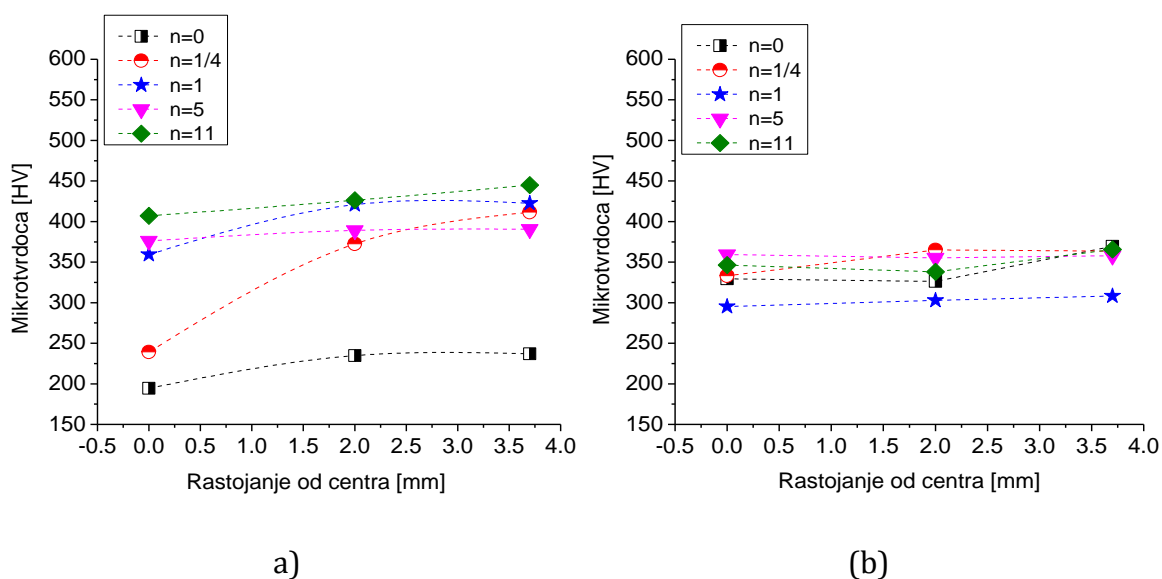 n=0
n=1/4
n=1
n=5
n=11
600
550
500
450
400
350
300
250
200
150
Mikrotvrdoca [HV]
-0.5 0.0 0.5 1.0 1.5 2.0 2.5 3.0 3.5 4.0
Rastojanje od centra [mm]
a)
n=0
n=1/4
n=1
n=5
n=11
600
550
500
450
400
350
300
250
200
150
Mikrotvrdoca [HV]
-0.5 0.0 0.5 1.0 1.5 2.0 2.5 3.0 3.5 4.0
Rastojanje od centra [mm]
(b)